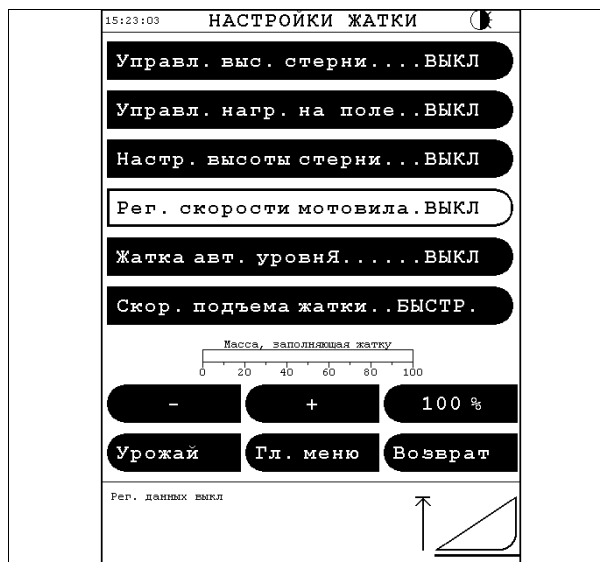 15:23:03 НАСТРОЙКИ ЖАТКИ
Управл. выс. стерни....ВЫКЛ
Управл. нагр. на поле..ВЫКЛ
Настр. высоты стерни...ВЫКЛ
Рег. скорости мотовила.ВЫКЛ
Жатка авт. уровнЯ......ВЫКЛ
Скор. подъема жатки..БЫСТР.
Масса, заполняющая жатку
0 20 40 60 80 100
- + 100 %
Урожай Гл. меню Возврат
Рег. данных выкл